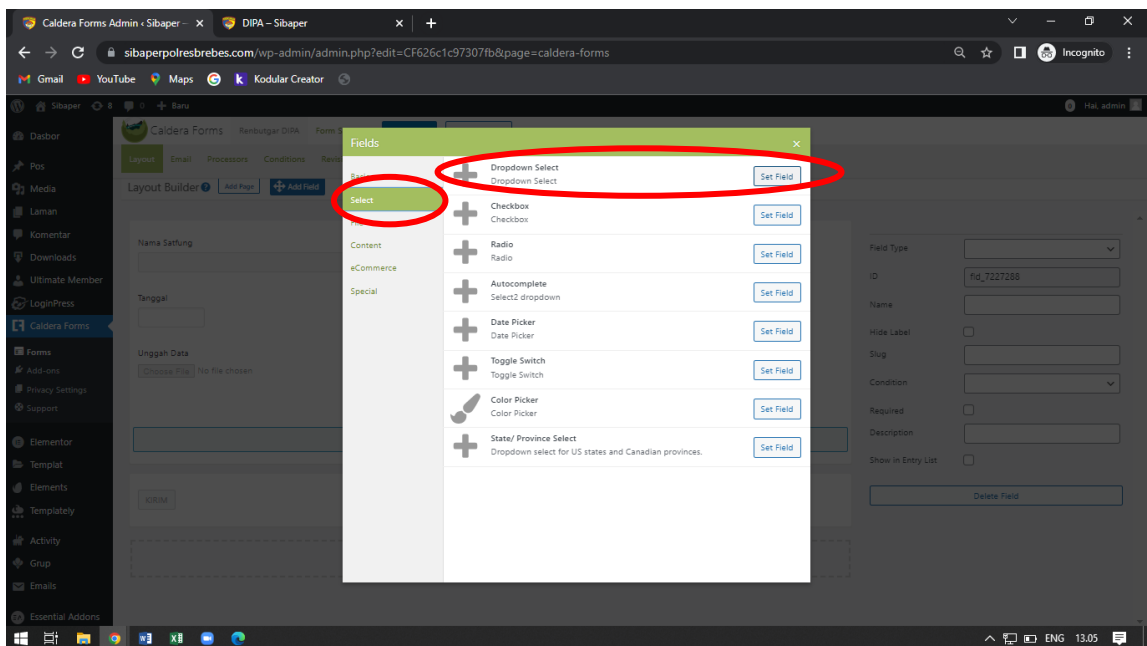 Caldera Forms Admin ‹ Sibaper –
DIPA – Sibaper
sibaperpolresbrebes.com/wp-admin/admin.php?edit=CF626c1c97307fb&page=caldera-forms
Incognito
Gmail
YouTube
Maps
Kodular Creator
Sibaper
8
0
Baru
Hai, admin
Dasbor
Pos
Media
Laman
Komentar
Downloads
Ultimate Member
LoginPress
Caldera Forms
Forms
Add-ons
Privacy Settings
Support
Elementor
Templat
Elements
Templately
Activity
Grup
Emails
Essential Addons
Caldera Forms
Renbutgar DIPA
Layout
Email
Processors
Conditions
Layout Builder
Add Page
Add Field
Nama Satfung
Tanggal
Unggah Data
Choose File No file chosen
KIRIM
Fields
×
Select
Content
eCommerce
Special
Dropdown Select
Dropdown Select
Set Field
Checkbox
Checkbox
Set Field
Radio
Radio
Set Field
Autocomplete
Select2 dropdown
Set Field
Date Picker
Date Picker
Set Field
Toggle Switch
Toggle Switch
Set Field
Color Picker
Color Picker
Set Field
State/ Province Select
Dropdown select for US states and Canadian provinces.
Set Field
Field Type
ID
fld_7227288
Name
Hide Label
Slug
Condition
Required
Description
Show in Entry List
Delete Field
ENG
13.05